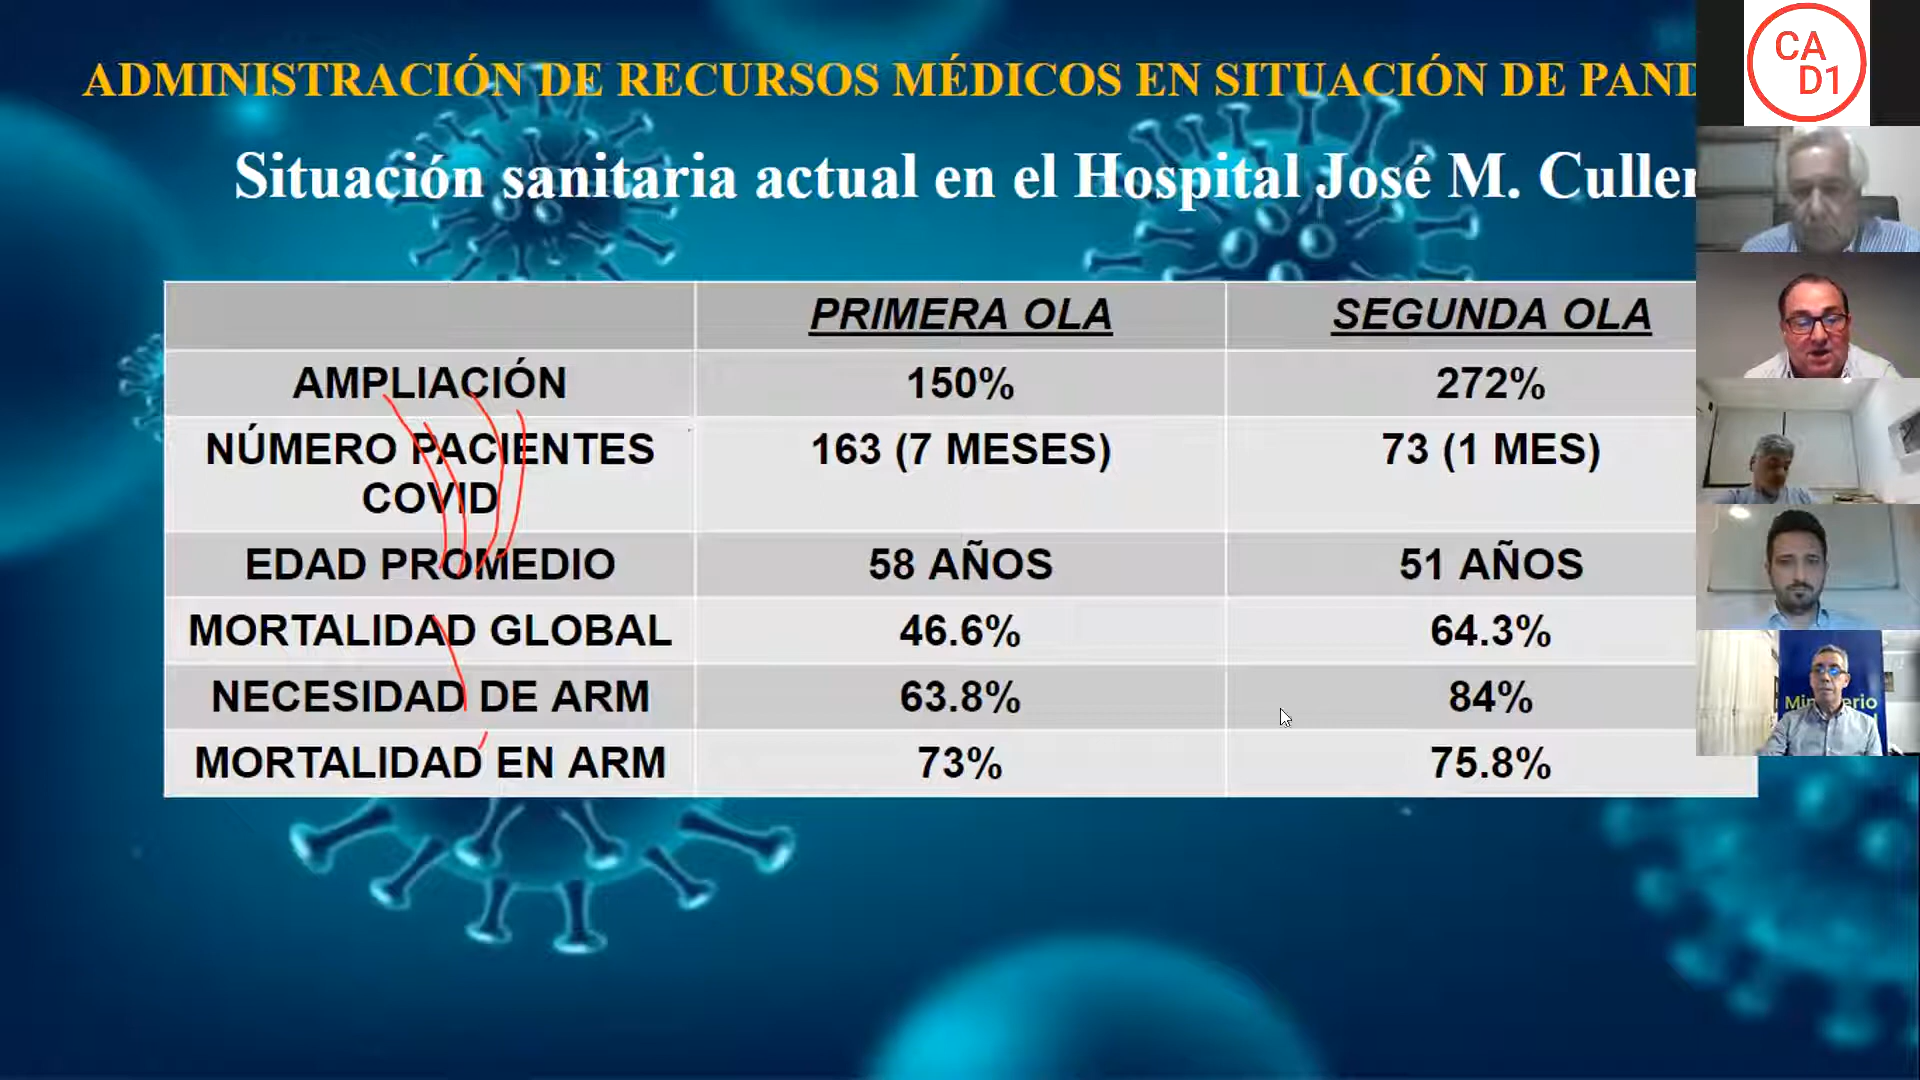 ADMINISTRACIÓN DE RECURSOS MÉDICOS EN SITUACIÓN DE PAND
Situación sanitaria actual en el Hospital José M. Cullen
PRIMERA OLA SEGUNDA OLA
AMPLIACIÓN 150% 272%
NÚMERO PACIENTES 163 (7 MESES) 73 (1 MES)
COVID
EDAD PROMEDIO 58 AÑOS 51 AÑOS
MORTALIDAD GLOBAL 46.6% 64.3%
NECESIDAD DE ARM 63.8% 84%
MORTALIDAD EN ARM 73% 75.8%
CA
D1